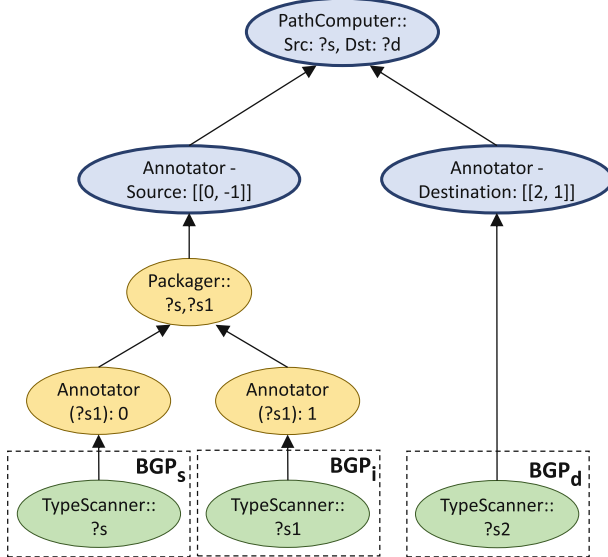 PathComputer::
Src: ?s, Dst: ?d
Annotator -
Source: [[0, -1]]
Annotator -
Destination: [[2, 1]]
Packager::
?s,?s1
Annotator
(?s1): 0
Annotator
(?s1): 1
BGPs
BGPi
BGPd
TypeScanner::
?s
TypeScanner::
?s1
TypeScanner::
?s2